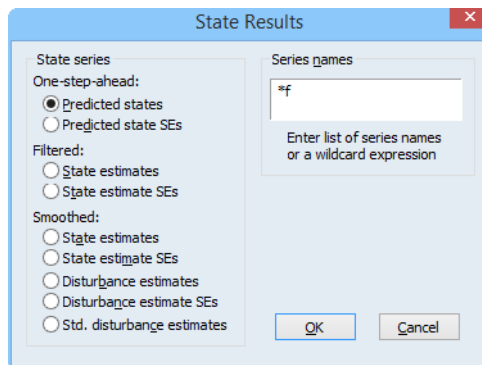 State Results
State series
One-step-ahead:
Predicted states
Predicted state SEs
Filtered:
State estimates
State estimate SEs
Smoothed:
State estimates
State estimate SEs
Disturbance estimates
Disturbance estimate SEs
Std. disturbance estimates
Series names
*f
Enter list of series names
or a wildcard expression
OK
Cancel